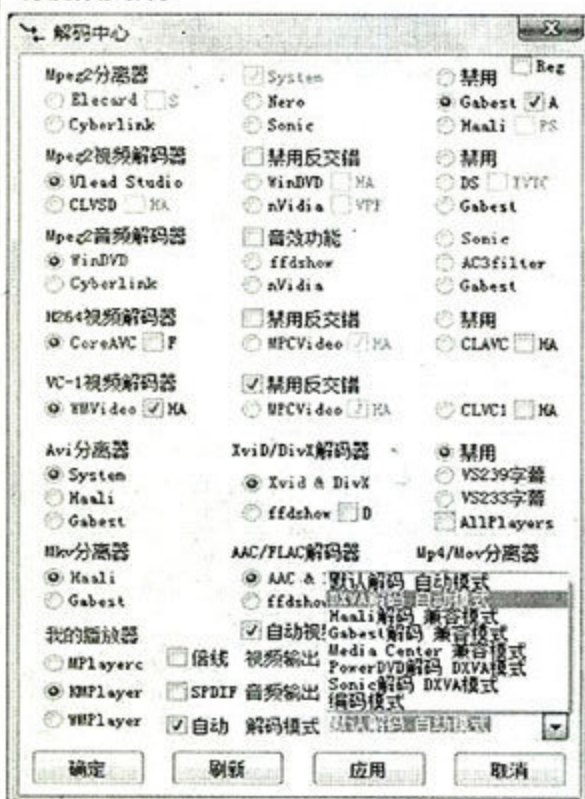 解码中心
Reg
Mpeg2分离器 System 禁用
Elecard S Nero Gabest A
Cyberlink Sonic Haali PS
Mpeg2视频解码器 禁用反交错 禁用
Ulead Studio WinDVD HA DS IVTC
CLVSD HA nVidia VPP Gabest
Mpeg2音频解码器 音效功能 Sonic
WinDVD ffdshow AC3filter
Cyberlink nVidia Gabest
H264视频解码器 禁用反交错 禁用
CoreAVC F MPCVideo HA CLAVC HA
VC-1视频解码器 禁用反交错
WMVideo HA MPCVideo HA CLVC1 HA
Avi分离器 XviD/DivX解码器 禁用
System Xvid & DivX VS239字幕
Haali VS233字幕
Gabest ffdshow D AllPlayers
Mkv分离器 AAC/FLAC解码器 Mp4/Mov分离器
Haali AAC &
Gabest ffdshow
默认解码 自动模式
Haali解码 兼容模式
Gabest解码 兼容模式
Media Center 兼容模式
PowerDVD解码 DXVA模式
Sonic解码 DXVA模式
编码模式
我的播放器 自动视
MPlayerc 倍线 视频输出
KMPlayer SPDIF 音频输出
WMPlayer 自动 解码模式
确定 刷新 应用 取消